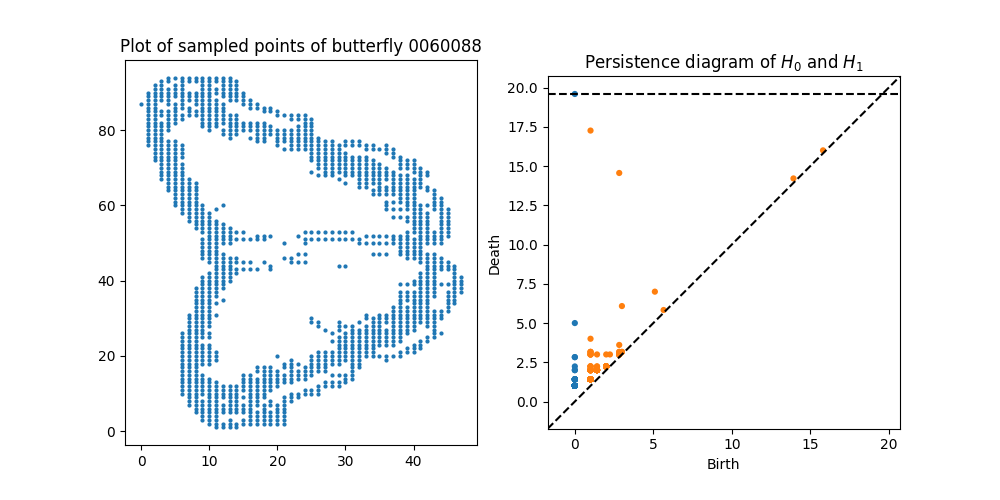 Plot of sampled points of butterfly 0060088
80
60
40
20
0
0 10 20 30 40
Persistence diagram of H₀ and H₁
20.0
17.5
15.0
12.5
10.0
7.5
5.0
2.5
0.0
Death
0 5 10 15 20
Birth